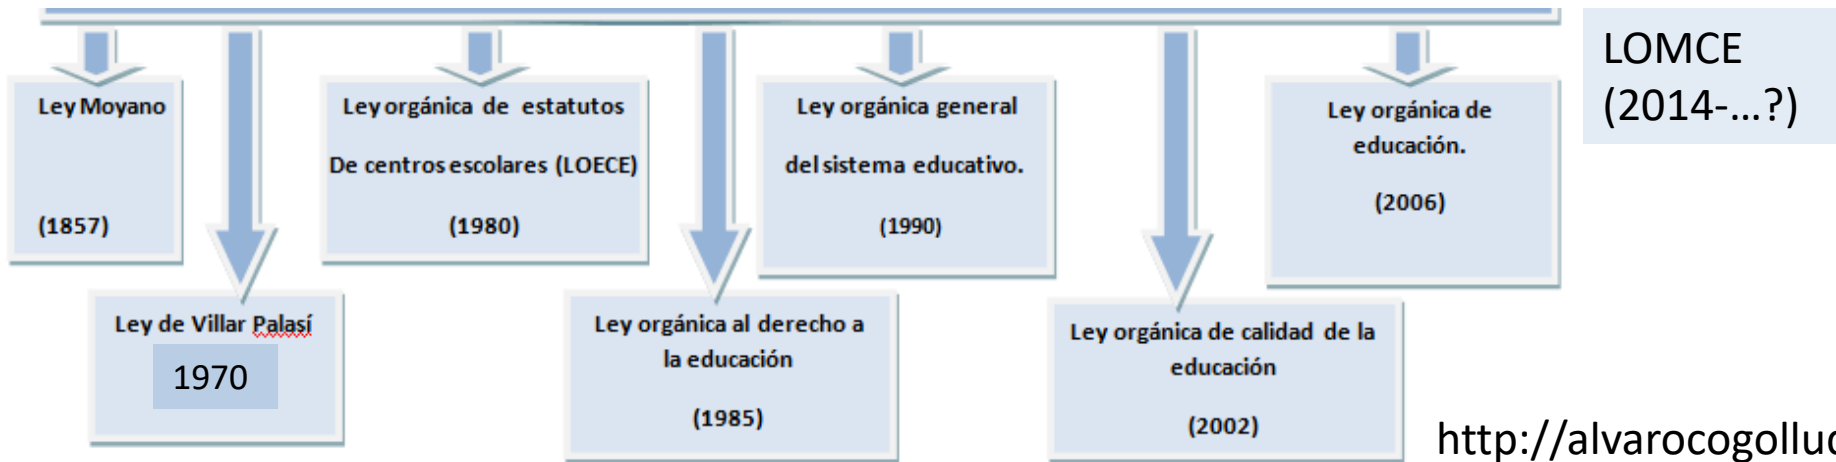 Ley Moyano
(1857)
Ley de Villar Palasí
1970
Ley orgánica de estatutos
De centros escolares (LOECE)
(1980)
Ley orgánica al derecho a
la educación
(1985)
Ley orgánica general
del sistema educativo.
(1990)
Ley orgánica de calidad de la
educación
(2002)
Ley orgánica de
educación.
(2006)
LOMCE
(2014-...?)
http://alvarocogolluc